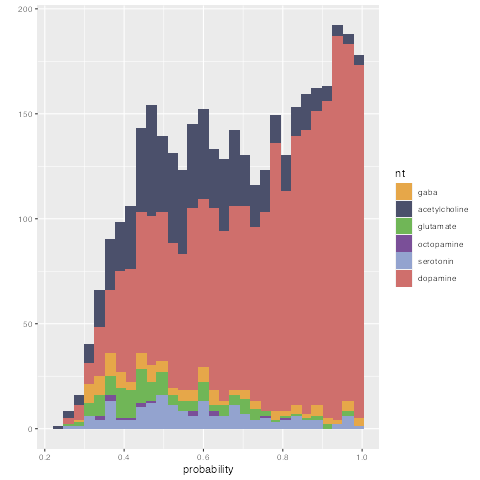 200
150
100
50
0
0.2 0.4 0.6 0.8 1.0
probability
nt
gaba
acetylcholine
glutamate
octopamine
serotonin
dopamine